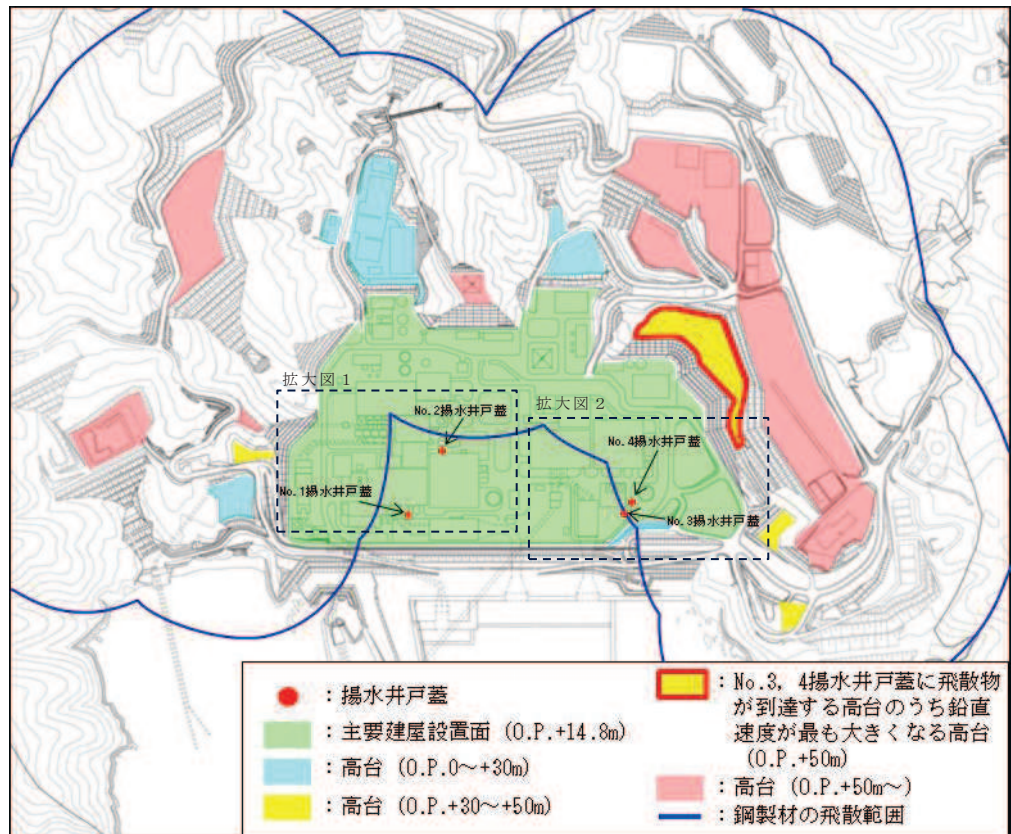 拡大図1
拡大図2
No.2揚水井戸蓋
No.4揚水井戸蓋
No.1揚水井戸蓋
No.3揚水井戸蓋
：揚水井戸蓋
：主要建屋設置面 (O.P.+14.8m)
：高台 (O.P.0～+30m)
：高台 (O.P.+30～+50m)
：No.3, 4揚水井戸蓋に飛散物
が到達する高台のうち鉛直
速度が最も大きくなる高台
(O.P.+50m)
：高台 (O.P.+50m～)
：鋼製材の飛散範囲